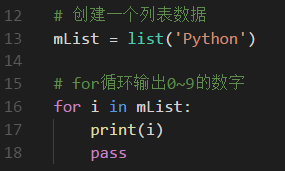 12 # 创建一个列表数据
13 mList = list('Python')
14
15 # for循环输出0~9的数字
16 for i in mList:
17     print(i)
18     pass